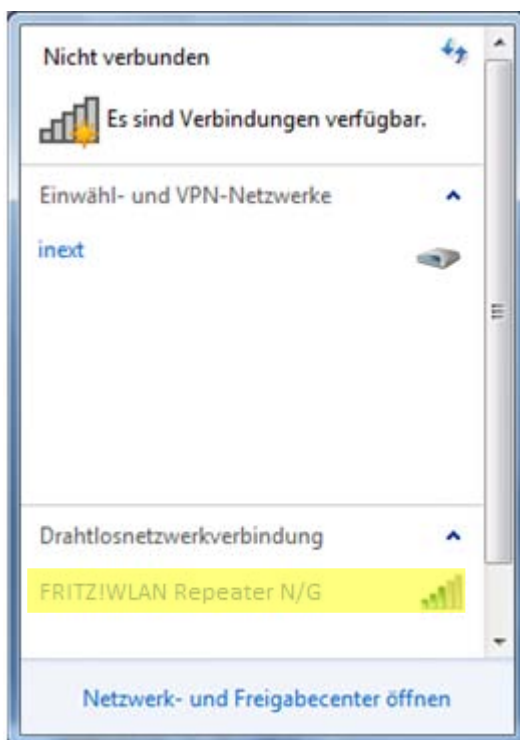 Nicht verbunden
Es sind Verbindungen verfügbar.
Einwähl- und VPN-Netzwerke
inext
Drahtlosnetzwerkverbindung
FRITZ!WLAN Repeater N/G
Netzwerk- und Freigabecenter öffnen